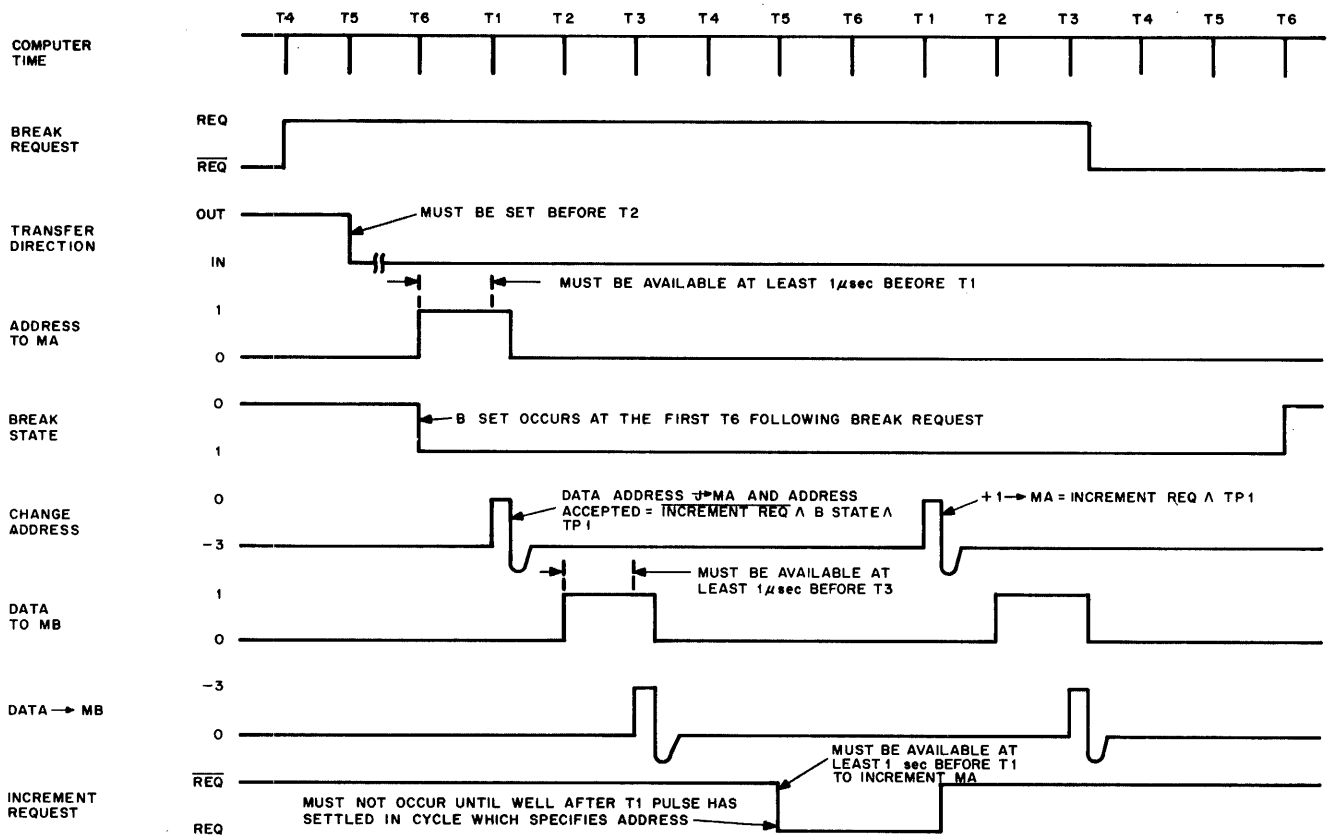 T4 T5 T6 T1 T2 T3 T4 T5 T6 T1 T2 T3 T4 T5 T6
COMPUTER
TIME
BREAK
REQUEST
REQ
R̅E̅Q̅
TRANSFER
DIRECTION
OUT
IN
MUST BE SET BEFORE T2
MUST BE AVAILABLE AT LEAST 1μsec BEEORE T1
ADDRESS
TO MA
1
0
BREAK
STATE
0
1
B SET OCCURS AT THE FIRST T6 FOLLOWING BREAK REQUEST
CHANGE
ADDRESS
0
-3
DATA ADDRESS J→MA AND ADDRESS
ACCEPTED = I̅N̅C̅R̅E̅M̅E̅N̅T̅ R̅E̅Q̅ Λ B STATE Λ
TP1
+1→MA = INCREMENT REQ Λ TP1
DATA
TO MB
1
0
MUST BE AVAILABLE AT
LEAST 1μsec BEFORE T3
DATA → MB
-3
0
INCREMENT
REQUEST
R̅E̅Q̅
REQ
MUST BE AVAILABLE AT
LEAST 1 sec BEFORE T1
TO INCREMENT MA
MUST NOT OCCUR UNTIL WELL AFTER T1 PULSE HAS
SETTLED IN CYCLE WHICH SPECIFIES ADDRESS